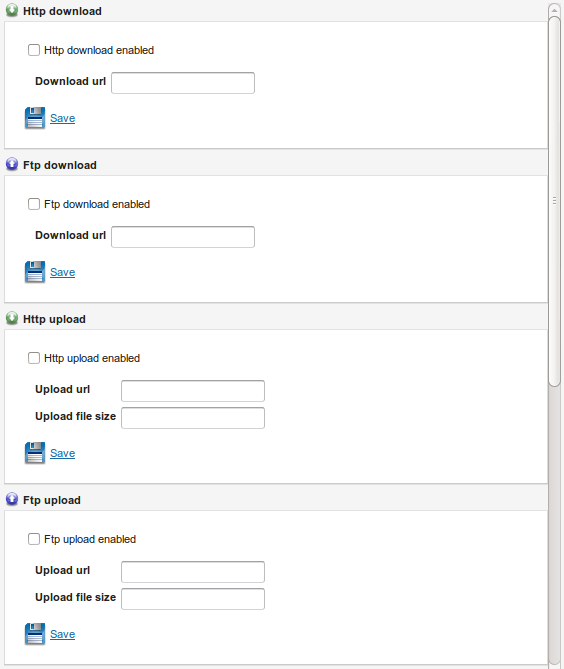 Http download
Http download enabled
Download url
Save
Ftp download
Ftp download enabled
Download url
Save
Http upload
Http upload enabled
Upload url
Upload file size
Save
Ftp upload
Ftp upload enabled
Upload url
Upload file size
Save